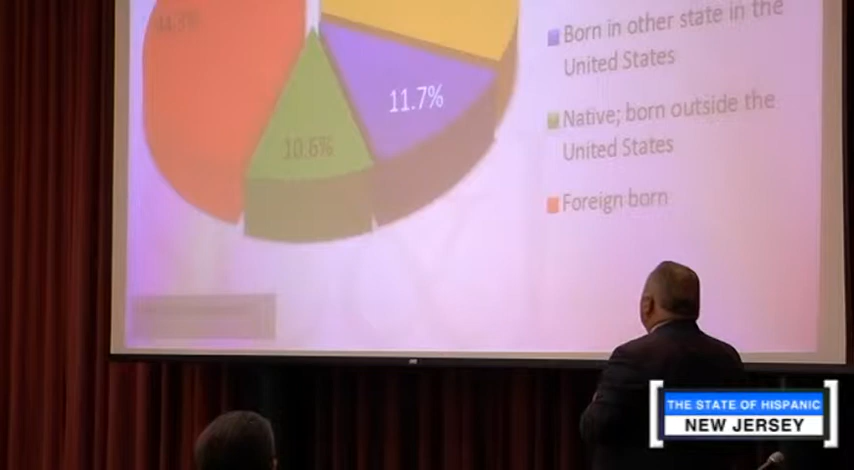 Born in other state in the
United States
11.7%
Native; born outside the
United States
10.6%
Foreign born
THE STATE OF HISPANIC
NEW JERSEY